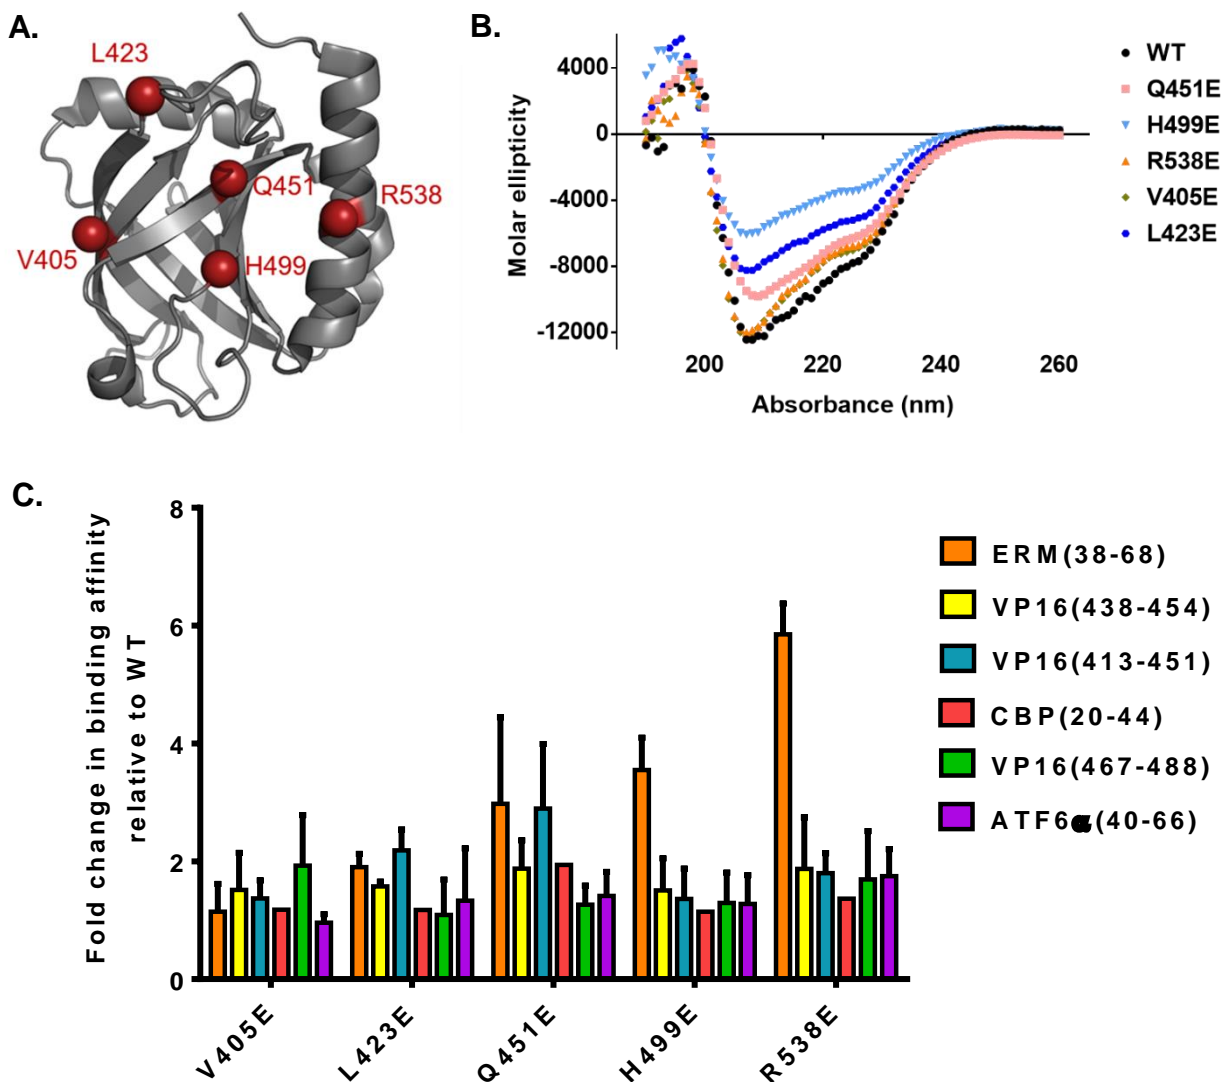 A.
L423
Q451
R538
V405
H499
B.
Molar ellipticity
4000
0
-4000
-8000
-12000
200 220 240 260
Absorbance (nm)
WT
Q451E
H499E
R538E
V405E
L423E
C.
Fold change in binding affinity
relative to WT
8
6
4
2
0
V405E L423E Q451E H499E R538E
ERM(38-68)
VP16(438-454)
VP16(413-451)
CBP(20-44)
VP16(467-488)
ATF6α(40-66)